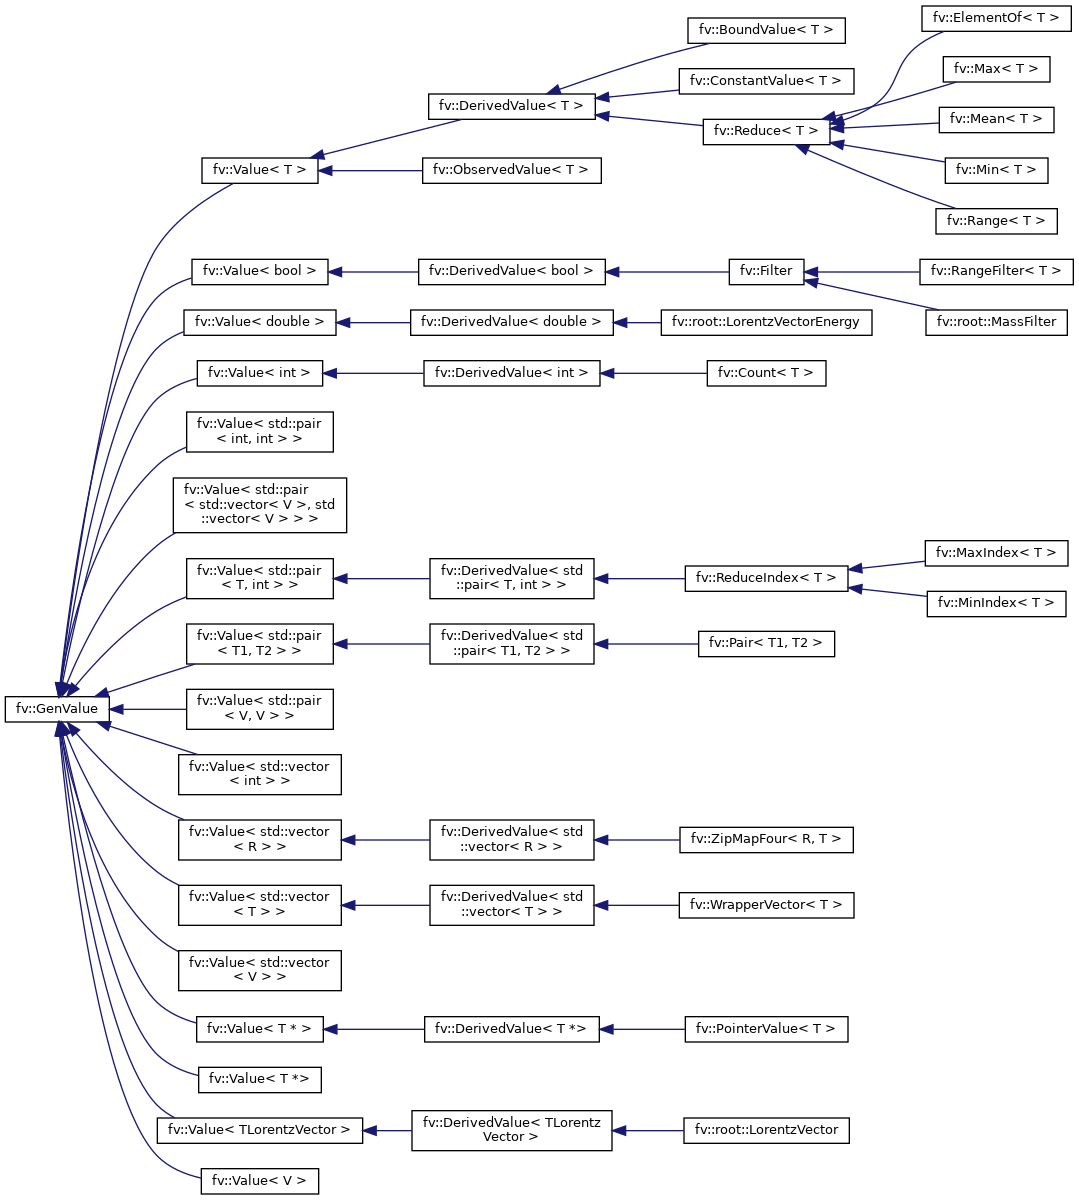 fv::GenValue
fv::Value< T >
fv::DerivedValue< T >
fv::BoundValue< T >
fv::ConstantValue< T >
fv::Reduce< T >
fv::ElementOf< T >
fv::Max< T >
fv::Mean< T >
fv::Min< T >
fv::Range< T >
fv::ObservedValue< T >
fv::Value< bool >
fv::DerivedValue< bool >
fv::Filter
fv::RangeFilter< T >
fv::root::MassFilter
fv::Value< double >
fv::DerivedValue< double >
fv::root::LorentzVectorEnergy
fv::Value< int >
fv::DerivedValue< int >
fv::Count< T >
fv::Value< std::pair
< int, int > >
fv::Value< std::pair
< std::vector< V >, std
::vector< V > > >
fv::Value< std::pair
< T, int > >
fv::DerivedValue< std
::pair< T, int > >
fv::ReduceIndex< T >
fv::MaxIndex< T >
fv::MinIndex< T >
fv::Value< std::pair
< T1, T2 > >
fv::DerivedValue< std
::pair< T1, T2 > >
fv::Pair< T1, T2 >
fv::Value< std::pair
< V, V > >
fv::Value< std::vector
< int > >
fv::Value< std::vector
< R > >
fv::DerivedValue< std
::vector< R > >
fv::ZipMapFour< R, T >
fv::Value< std::vector
< T > >
fv::DerivedValue< std
::vector< T > >
fv::WrapperVector< T >
fv::Value< std::vector
< V > >
fv::Value< T * >
fv::DerivedValue< T *>
fv::PointerValue< T >
fv::Value< T *>
fv::Value< TLorentzVector >
fv::DerivedValue< TLorentz
Vector >
fv::root::LorentzVector
fv::Value< V >